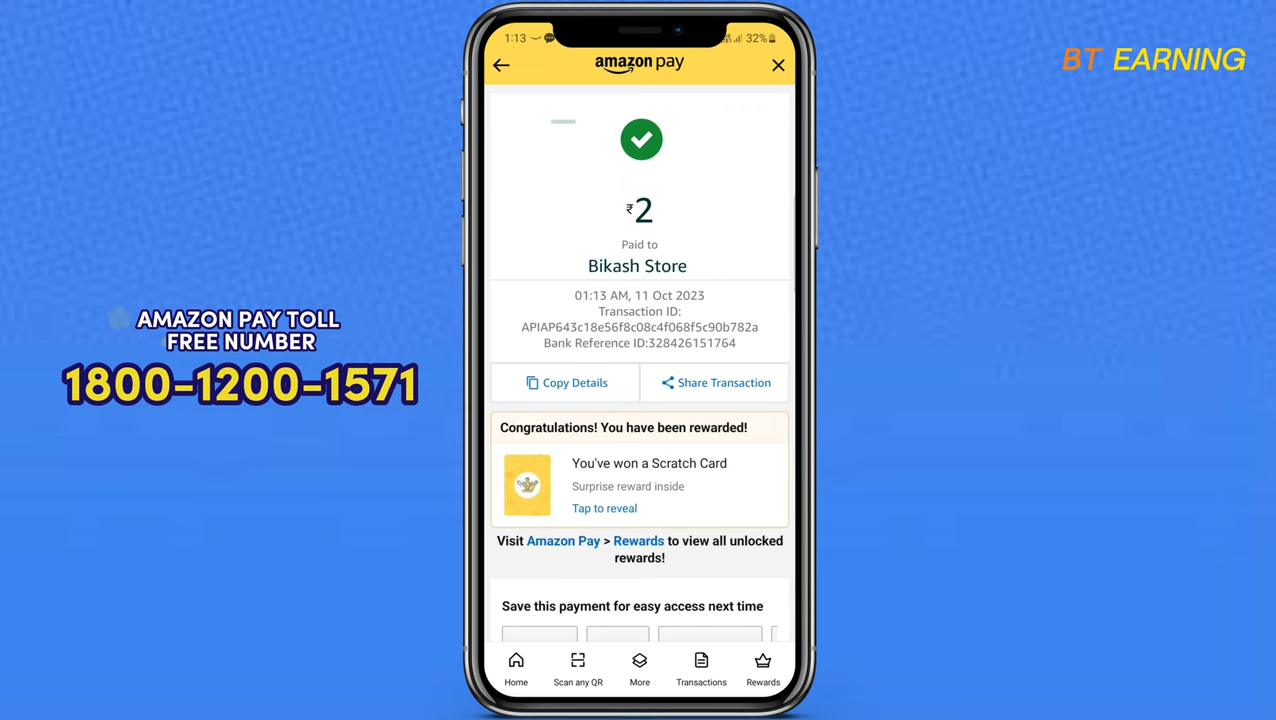 BT EARNING
1:13
32%
amazon pay
₹2
Paid to
Bikash Store
01:13 AM, 11 Oct 2023
Transaction ID:
APIAP643c18e56f8c08c4f068f5c90b782a
Bank Reference ID:328426151764
Copy Details
Share Transaction
Congratulations! You have been rewarded!
You've won a Scratch Card
Surprise reward inside
Tap to reveal
Visit Amazon Pay > Rewards to view all unlocked
rewards!
Save this payment for easy access next time
Home
Scan any QR
More
Transactions
Rewards
AMAZON PAY TOLL
FREE NUMBER
1800-1200-1571